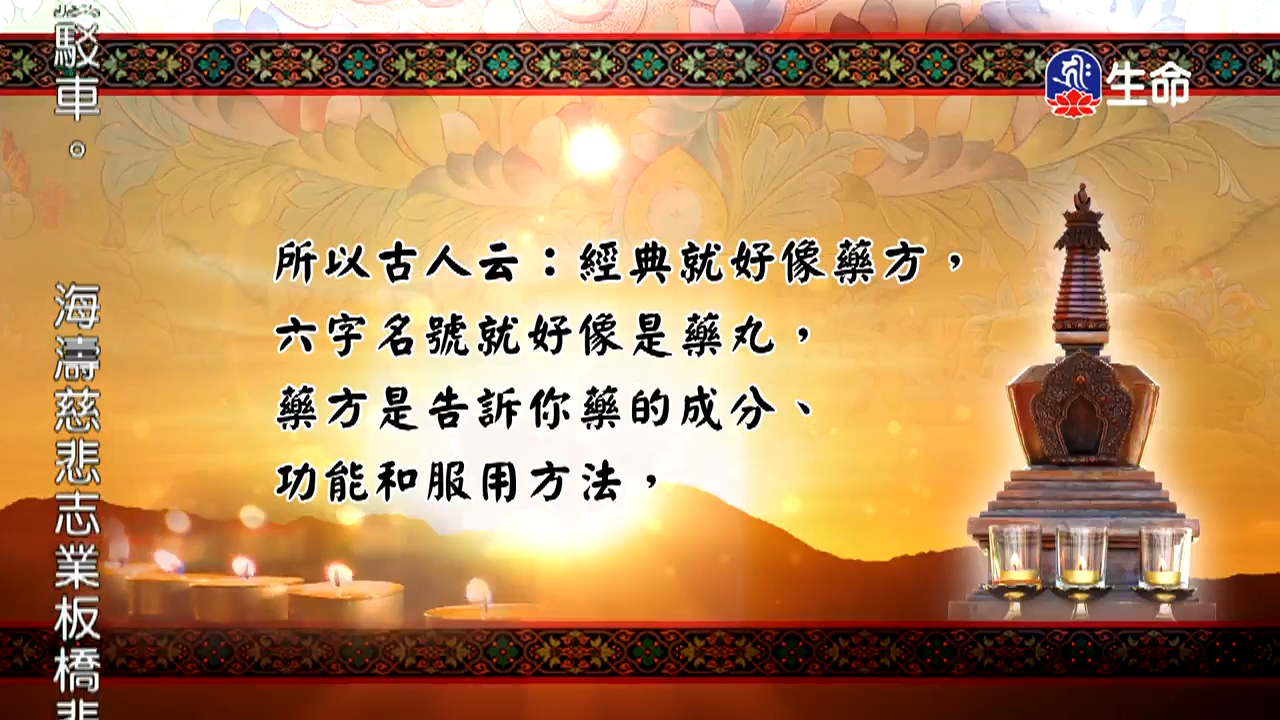 駁車。 海濤慈悲志業板橋悲
生命
所以古人云：經典就好像藥方，
六字名號就好像是藥丸，
藥方是告訴你藥的成分、
功能和服用方法，